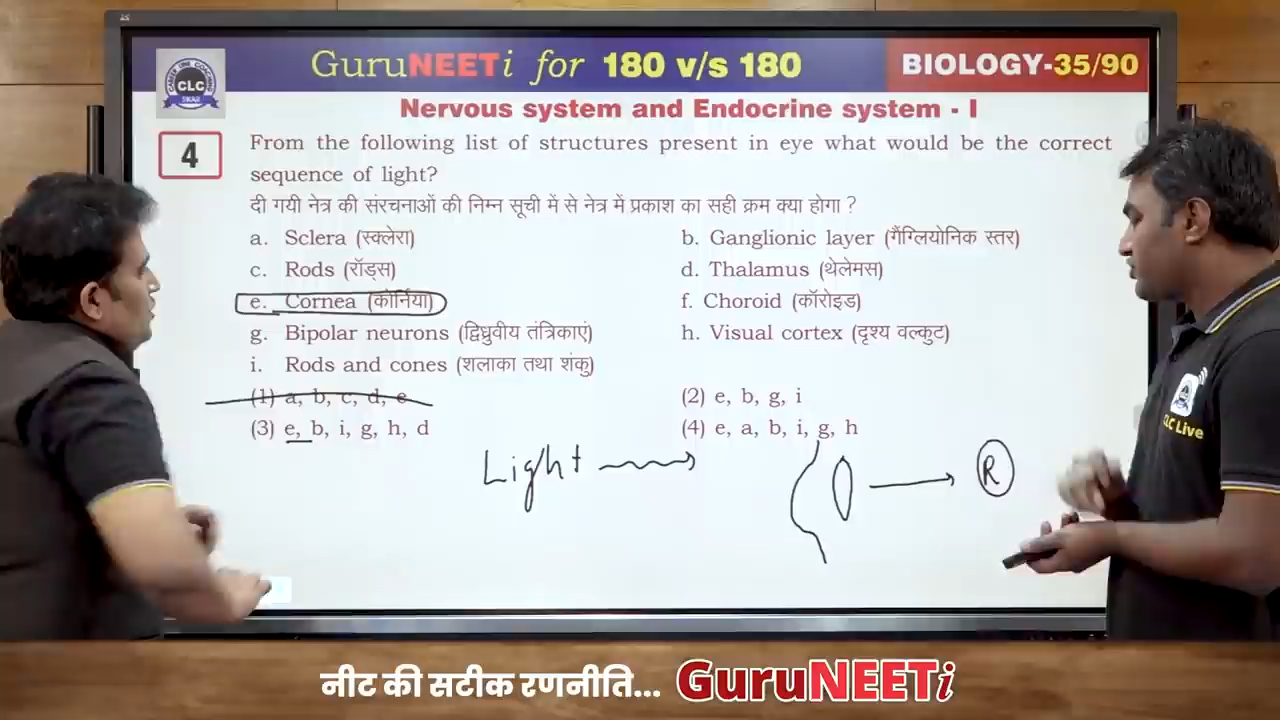 GuruNEETi for 180 v/s 180
BIOLOGY-35/90
CLC
SIKAR
Nervous system and Endocrine system - I
4
From the following list of structures present in eye what would be the correct
sequence of light?
दी गयी नेत्र की संरचनाओं की निम्न सूची में से नेत्र में प्रकाश का सही क्रम क्या होगा ?
a. Sclera (स्क्लेरा)
b. Ganglionic layer (गैंग्लियोनिक स्तर)
c. Rods (रॉड्स)
d. Thalamus (थेलेमस)
e. Cornea (कोर्निया)
f. Choroid (कॉरोइड)
g. Bipolar neurons (द्विध्रुवीय तंत्रिकाएं)
h. Visual cortex (दृश्य वल्कुट)
i. Rods and cones (शलाका तथा शंकु)
(1) a, b, c, d, e
(2) e, b, g, i
(3) e, b, i, g, h, d
(4) e, a, b, i, g, h
Light
R
CLC Live
नीट की सटीक रणनीति... GuruNEETi